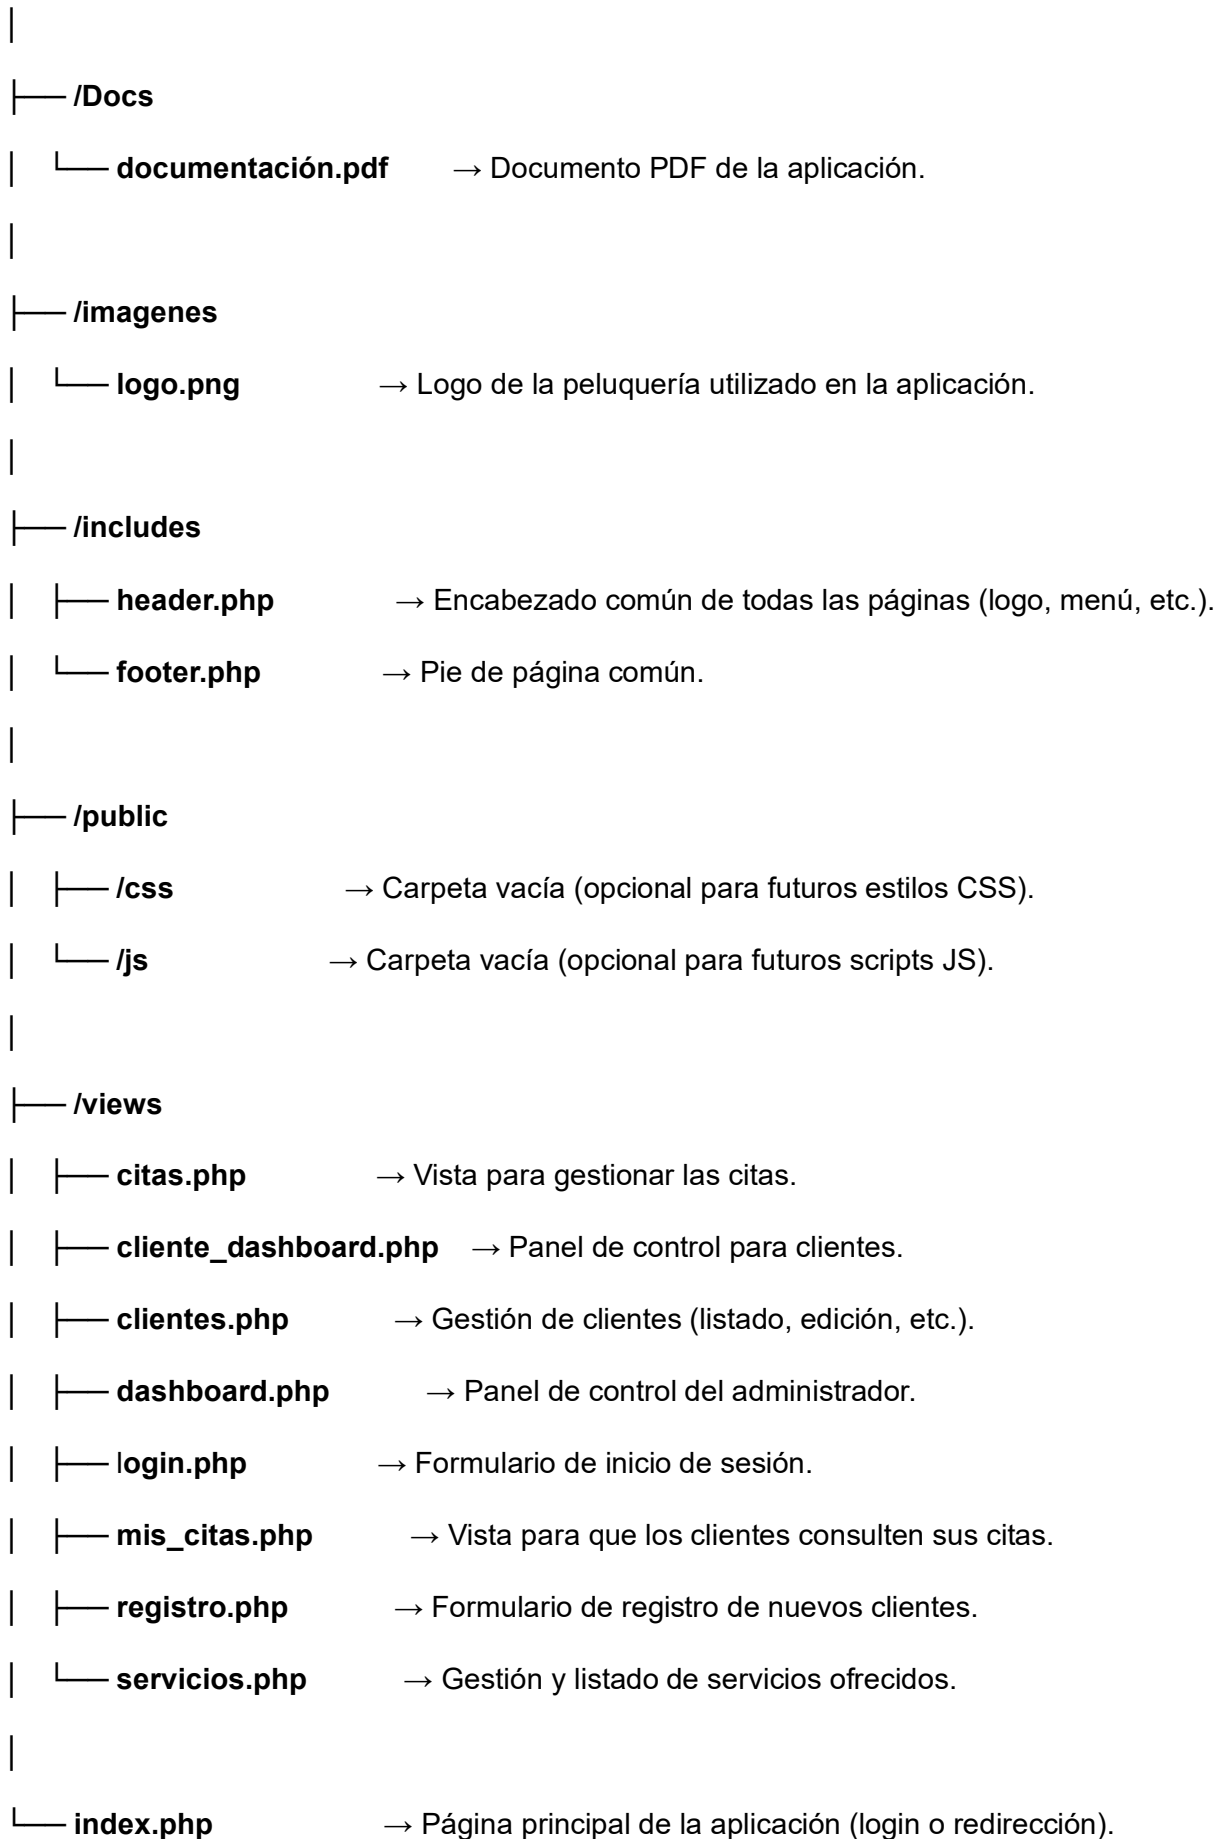 │
├── /Docs
│ └── documentación.pdf → Documento PDF de la aplicación.
│
├── /imagenes
│ └── logo.png → Logo de la peluquería utilizado en la aplicación.
│
├── /includes
│ ├── header.php → Encabezado común de todas las páginas (logo, menú, etc.).
│ └── footer.php → Pie de página común.
│
├── /public
│ ├── /css → Carpeta vacía (opcional para futuros estilos CSS).
│ └── /js → Carpeta vacía (opcional para futuros scripts JS).
│
├── /views
│ ├── citas.php → Vista para gestionar las citas.
│ ├── cliente_dashboard.php → Panel de control para clientes.
│ ├── clientes.php → Gestión de clientes (listado, edición, etc.).
│ ├── dashboard.php → Panel de control del administrador.
│ ├── login.php → Formulario de inicio de sesión.
│ ├── mis_citas.php → Vista para que los clientes consulten sus citas.
│ ├── registro.php → Formulario de registro de nuevos clientes.
│ └── servicios.php → Gestión y listado de servicios ofrecidos.
│
└── index.php → Página principal de la aplicación (login o redirección).